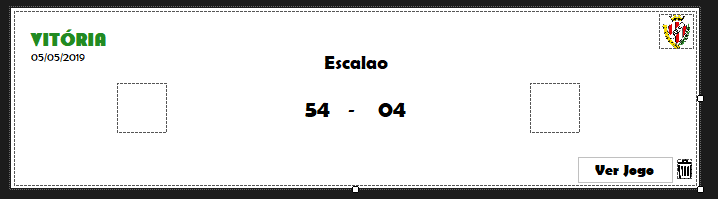 VITÓRIA
05/05/2019
Escalao
54 - 04
Ver Jogo